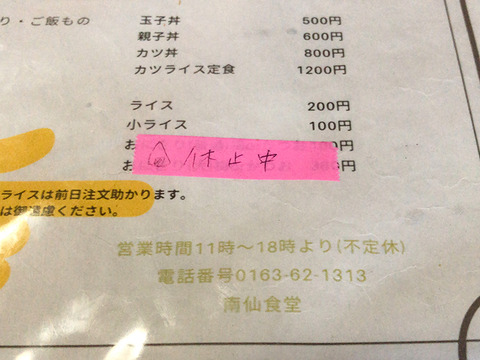 り・ご飯もの
玉子丼 500円
親子丼 600円
カツ丼 800円
カツライス定食 1200円
ライス 200円
小ライス 100円
休止中
ライスは前日注文助かります。
は御遠慮ください。
営業時間11時〜18時より(不定休)
電話番号0163-62-1313
南仙食堂